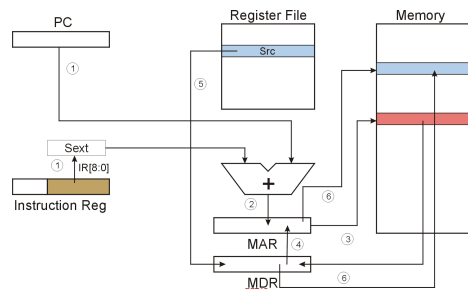 PC
Register File
Memory
Src
1
5
6
Sext
1
IR[8:0]
+
2
6
Instruction Reg
3
MAR
4
MDR
6